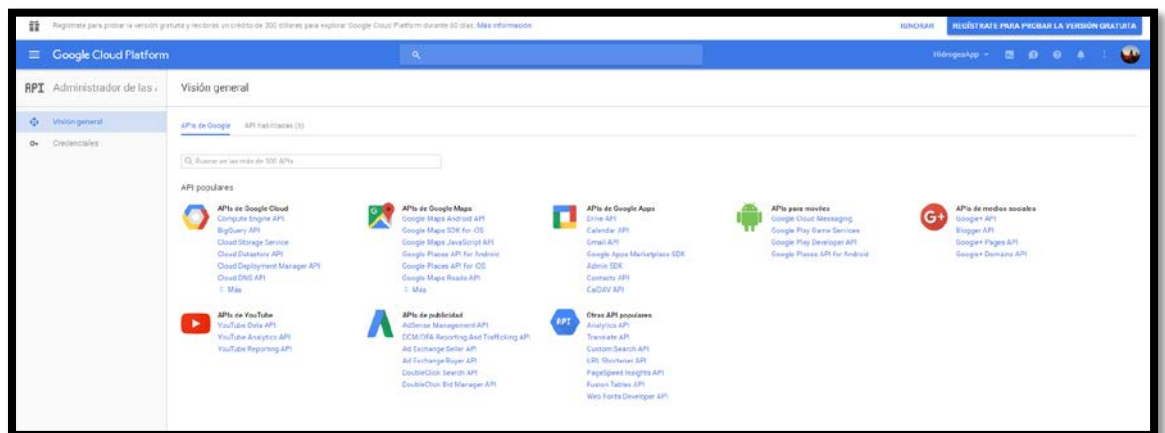 Regístrate para probar la versión gratuita y recibirás un crédito de 300 dólares para explorar Google Cloud Platform durante 60 días. Más información
IGNORAR
REGÍSTRATE PARA PROBAR LA VERSIÓN GRATUITA
Google Cloud Platform
HidrogeaApp
API Administrador de las
Visión general
Visión general
Credenciales
APIs de Google
API habilitadas (5)
Buscar en las más de 100 APIs
API populares
APIs de Google Cloud
Compute Engine API
BigQuery API
Cloud Storage Service
Cloud Datastore API
Cloud Deployment Manager API
Cloud DNS API
Más
APIs de Google Maps
Google Maps Android API
Google Maps SDK for iOS
Google Maps JavaScript API
Google Places API for Android
Google Places API for iOS
Google Maps Roads API
Más
APIs de Google Apps
Drive API
Calendar API
Gmail API
Google Apps Marketplace SDK
Admin SDK
Contacts API
CalDAV API
APIs para móviles
Google Cloud Messaging
Google Play Game Services
Google Play Developer API
Google Places API for Android
G+
APIs de medios sociales
Google+ API
Blogger API
Google+ Pages API
Google+ Domains API
APIs de YouTube
YouTube Data API
YouTube Analytics API
YouTube Reporting API
APIs de publicidad
AdSense Management API
DCM/DFA Reporting And Trafficking API
Ad Exchange Seller API
Ad Exchange Buyer API
DoubleClick Search API
DoubleClick Bid Manager API
API
Otras API populares
Analytics API
Translate API
Custom Search API
URL Shortener API
PageSpeed Insights API
Fusion Tables API
Web Fonts Developer API